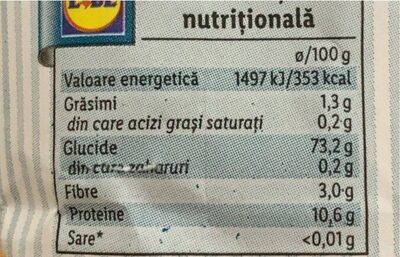 LIDL
nutrițională
ø/100 g
Valoare energetică 1497 kJ/353 kcal
Grăsimi 1,3 g
din care acizi grași saturați 0,2 g
Glucide 73,2 g
din care zaharuri 0,2 g
Fibre 3,0 g
Proteine 10,6 g
Sare* <0,01 g